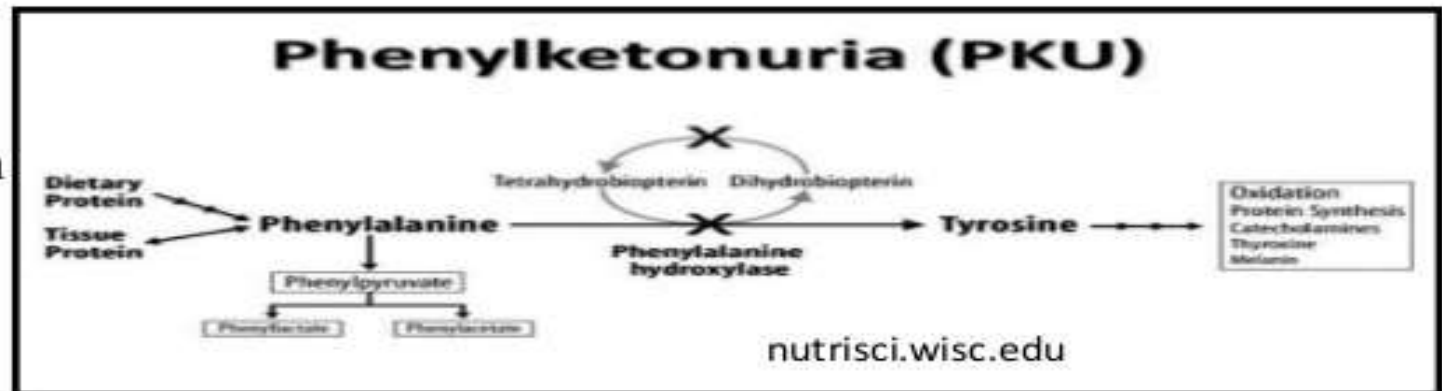 Phenylketonuria (PKU)
Tetrahydrobiopterin Dihydrobiopterin
Dietary
Protein
Tissue
Protein
Phenylalanine
Phenylalanine
hydroxylase
Tyrosine
Oxidation
Protein Synthesis
Catecholamines
Thyroxine
Melanin
Phenylpyruvate
Phenyllactate
Phenylacetate
nutrisci.wisc.edu